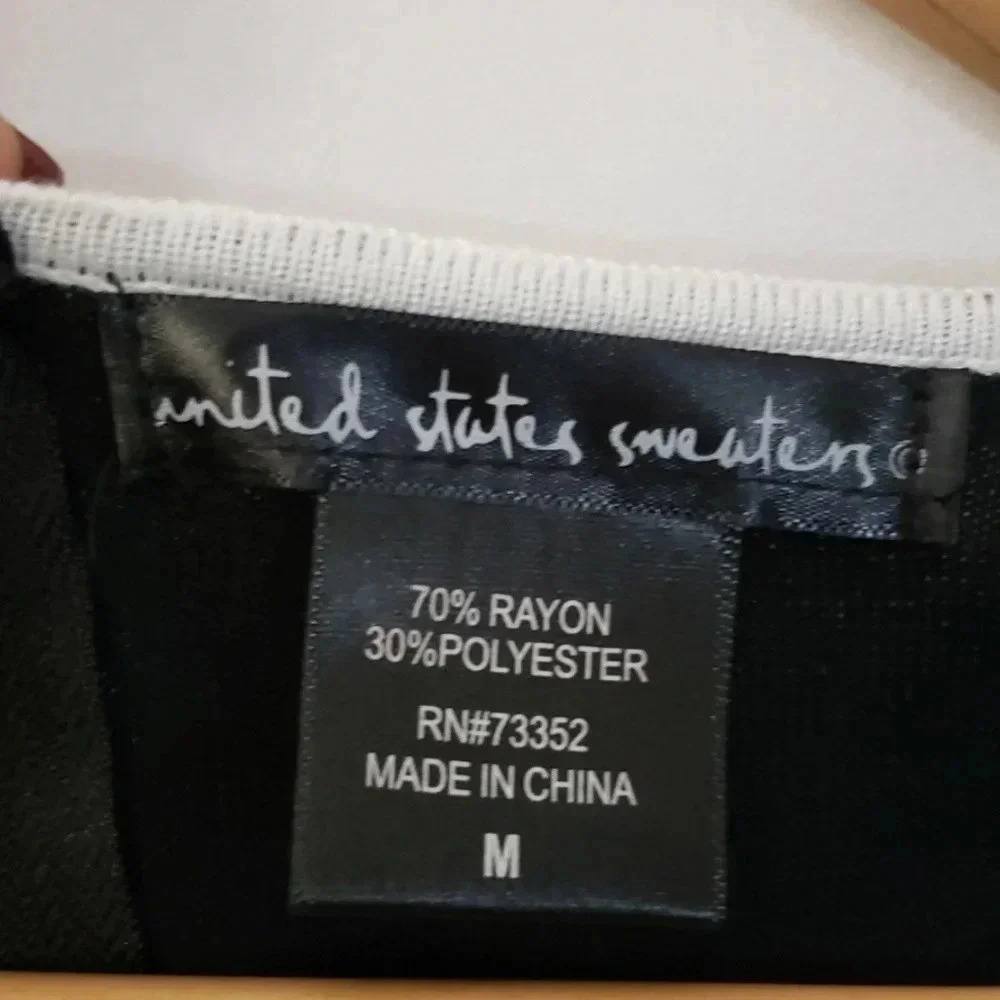 united states sweaters©
70% RAYON
30%POLYESTER
RN#73352
MADE IN CHINA
M